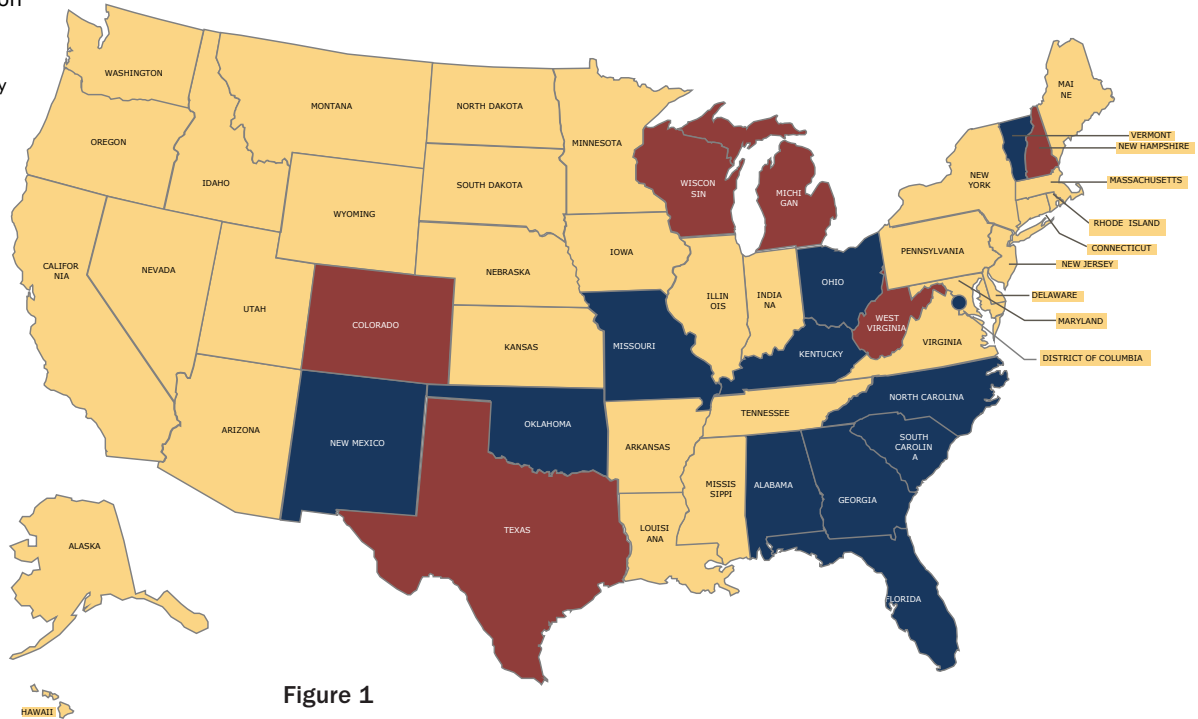 on
y
WASHINGTON
MONTANA
NORTH DAKOTA
MINNESOTA
MAI
NE
OREGON
IDAHO
SOUTH DAKOTA
WISCON
SIN
MICHI
GAN
NEW
YORK
VERMONT
NEW HAMPSHIRE
MASSACHUSETTS
WYOMING
RHODE ISLAND
CONNECTICUT
NEW JERSEY
CALIFOR
NIA
NEVADA
NEBRASKA
IOWA
PENNSYLVANIA
UTAH
ILLIN
OIS
INDIA
NA
OHIO
DELAWARE
MARYLAND
COLORADO
KANSAS
MISSOURI
KENTUCKY
WEST
VIRGINIA
VIRGINIA
DISTRICT OF COLUMBIA
ARIZONA
NEW MEXICO
OKLAHOMA
ARKANSAS
TENNESSEE
NORTH CAROLINA
SOUTH
CAROLIN
A
TEXAS
LOUISI
ANA
MISSIS
SIPPI
ALABAMA
GEORGIA
FLORIDA
ALASKA
HAWAII
Figure 1